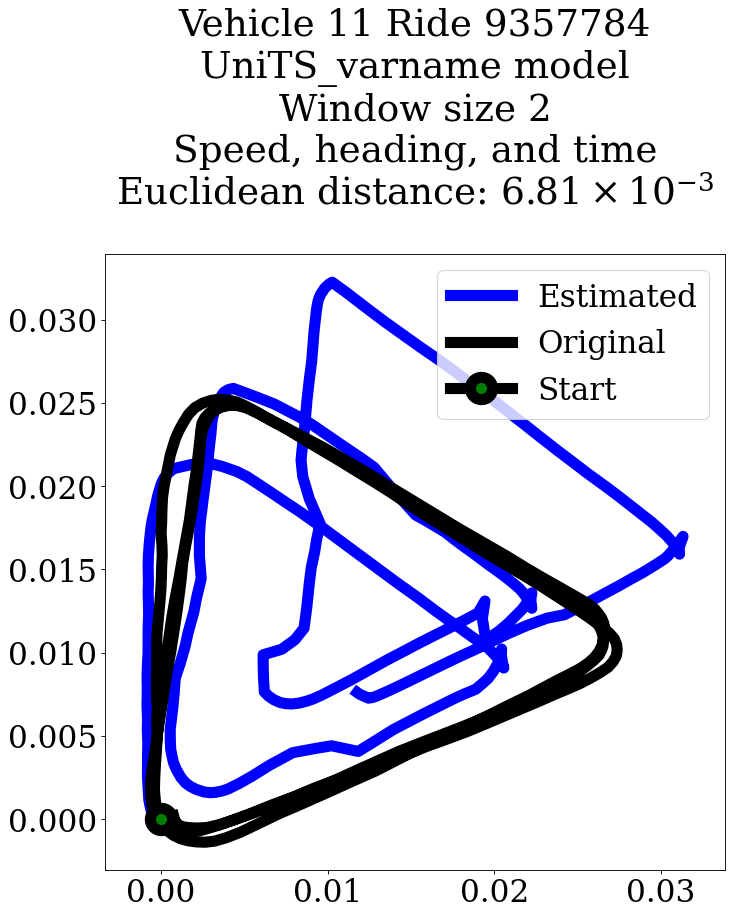 Vehicle 11 Ride 9357784
UniTS_varname model
Window size 2
Speed, heading, and time
Euclidean distance: 6.81 × 10⁻³
Estimated
Original
Start
0.030
0.025
0.020
0.015
0.010
0.005
0.000
0.00 0.01 0.02 0.03